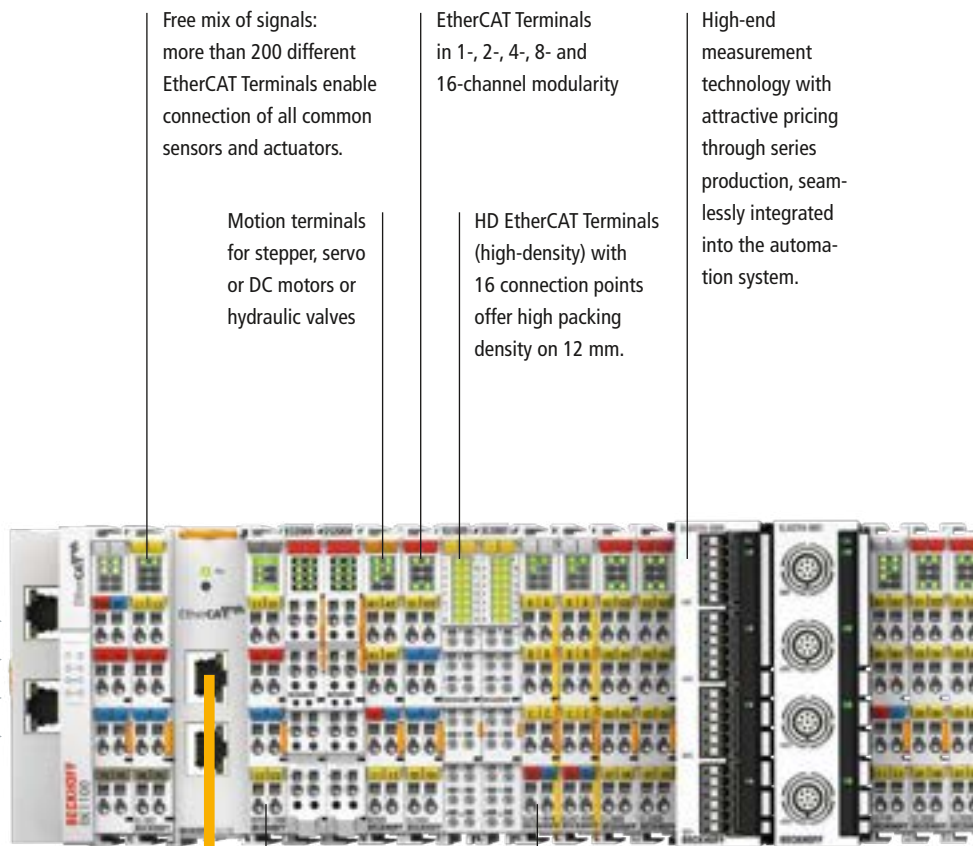 Free mix of signals:
more than 200 different
EtherCAT Terminals enable
connection of all common
sensors and actuators.
EtherCAT Terminals
in 1-, 2-, 4-, 8- and
16-channel modularity
High-end
measurement
technology with
attractive pricing
through series
production, seam-
lessly integrated
into the automa-
tion system.
Motion terminals
for stepper, servo
or DC motors or
hydraulic valves
HD EtherCAT Terminals
(high-density) with
16 connection points
offer high packing
density on 12 mm.
EtherCAT
EtherCAT
BECKHOFF
EK1100
BECKHOFF
BECKHOFF